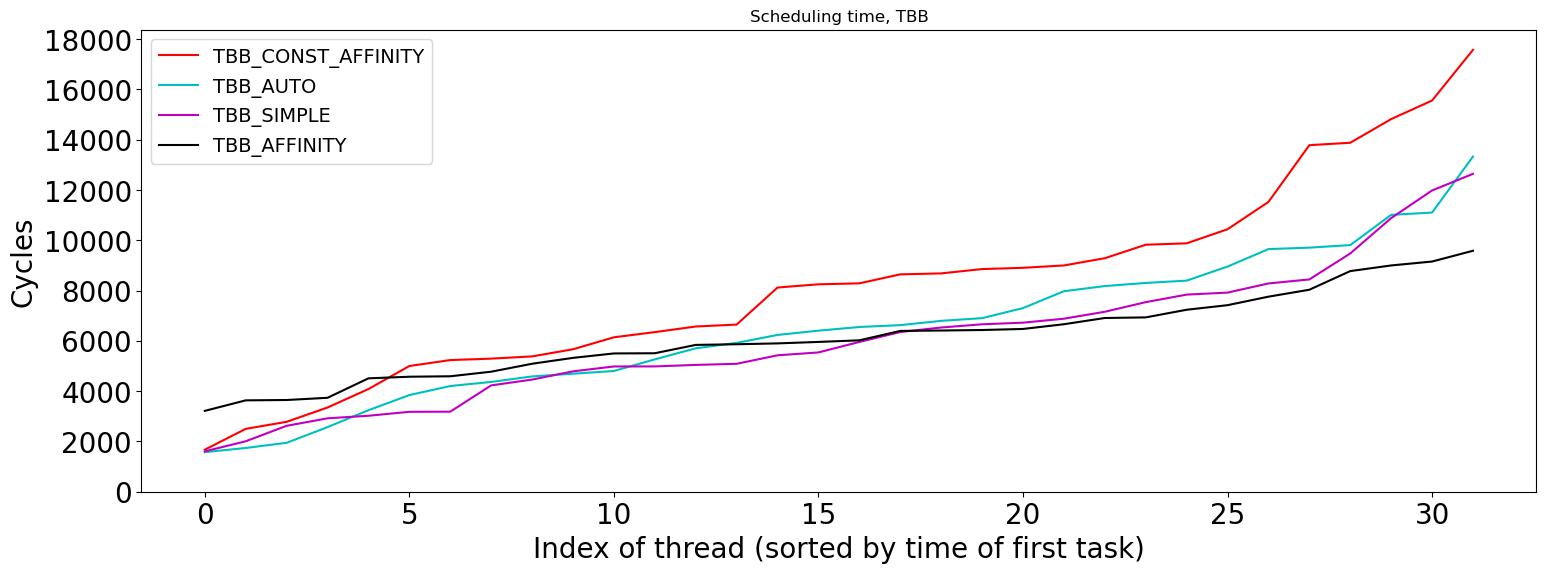 Scheduling time, TBB
18000
16000
14000
12000
10000
8000
6000
4000
2000
0
Cycles
TBB_CONST_AFFINITY
TBB_AUTO
TBB_SIMPLE
TBB_AFFINITY
0 5 10 15 20 25 30
Index of thread (sorted by time of first task)